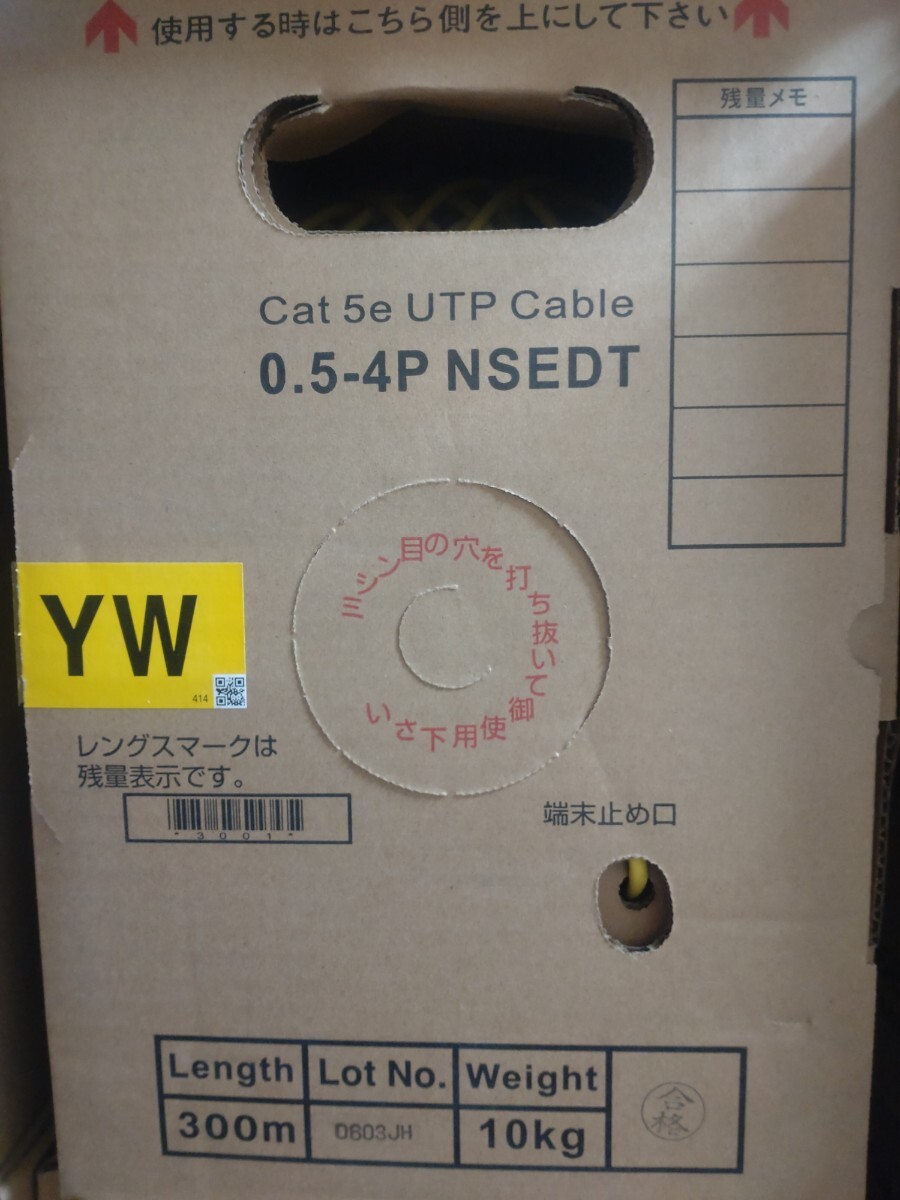 使用する時はこちら側を上にして下さい
残量メモ
Cat 5e UTP Cable
0.5-4P NSEDT
ミシン目の穴を打ち抜いて御使用下さい
YW
414
レングスマークは
残量表示です。
*3001*
端末止め口
Length Lot No. Weight
300m 0603JH 10kg
合格